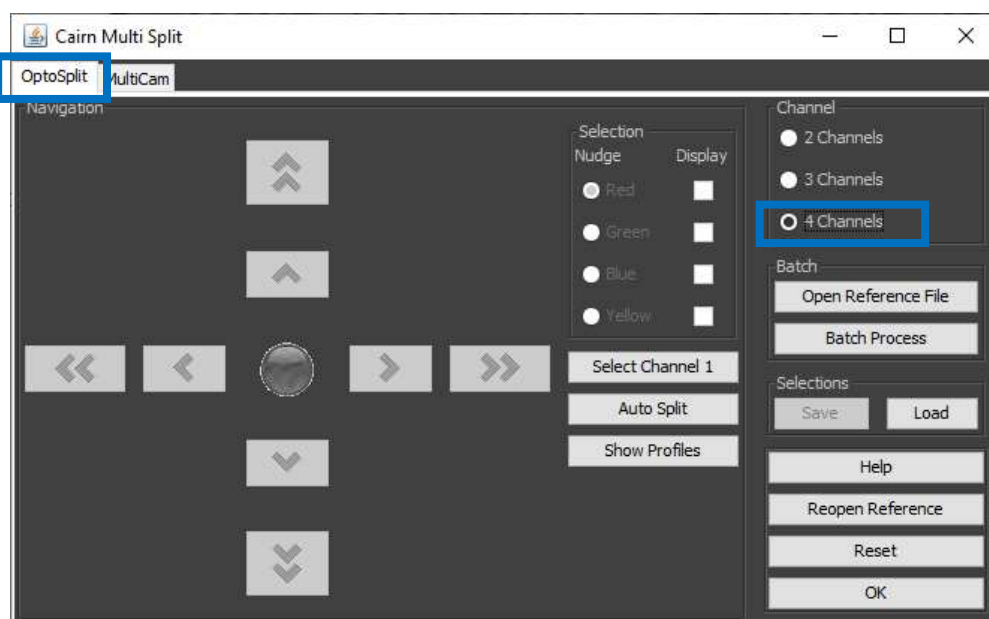 Cairn Multi Split
OptoSplit MultiCam
Navigation
Selection
Nudge Display
Red
Green
Blue
Yellow
Select Channel 1
Auto Split
Show Profiles
Channel
2 Channels
3 Channels
4 Channels
Batch
Open Reference File
Batch Process
Selections
Save Load
Help
Reopen Reference
Reset
OK